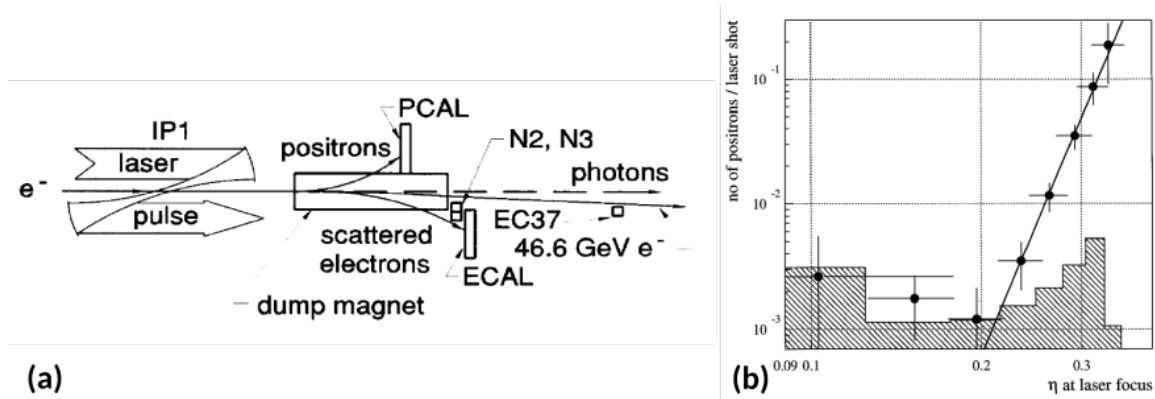 IP1
laser
e⁻
pulse
positrons
PCAL
N2, N3
photons
scattered
electrons
dump magnet
ECAL
EC37
46.6 GeV e⁻
(a)
no of positrons / laser shot
10⁻¹
10⁻²
10⁻³
0.09 0.1
0.2
0.3
η at laser focus
(b)